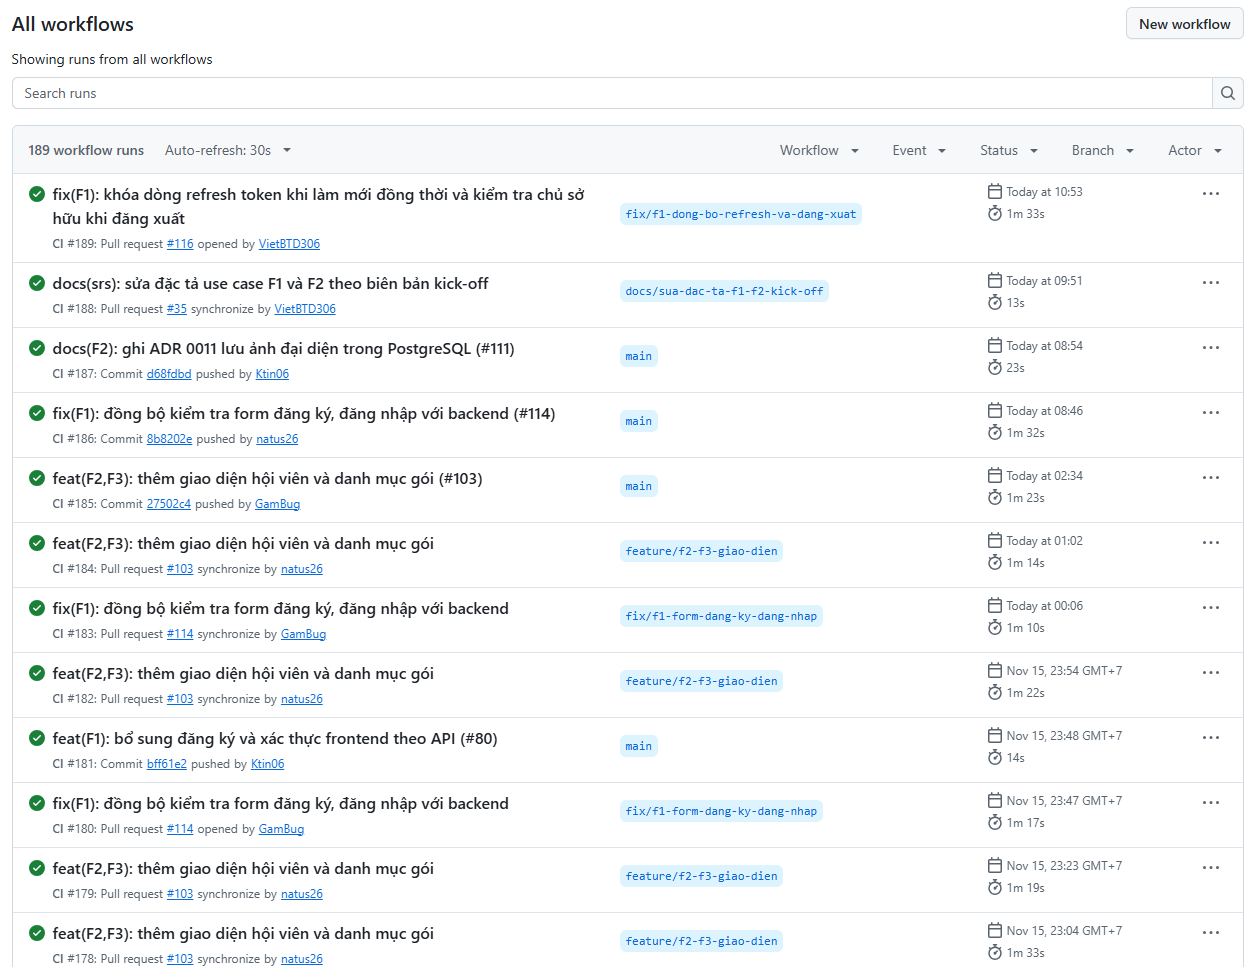 All workflows
New workflow
Showing runs from all workflows
Search runs
189 workflow runs Auto-refresh: 30s Workflow Event Status Branch Actor
fix(F1): khóa dòng refresh token khi làm mới đồng thời và kiểm tra chủ sở
hữu khi đăng xuất
CI #189: Pull request #116 opened by VietBTD306
fix/f1-dong-bo-refresh-va-dang-xuat
Today at 10:53
1m 33s
docs(srs): sửa đặc tả use case F1 và F2 theo biên bản kick-off
CI #188: Pull request #35 synchronize by VietBTD306
docs/sua-dac-ta-f1-f2-kick-off
Today at 09:51
13s
docs(F2): ghi ADR 0011 lưu ảnh đại diện trong PostgreSQL (#111)
CI #187: Commit d68fdbd pushed by Ktin06
main
Today at 08:54
23s
fix(F1): đồng bộ kiểm tra form đăng ký, đăng nhập với backend (#114)
CI #186: Commit 8b8202e pushed by natus26
main
Today at 08:46
1m 32s
feat(F2,F3): thêm giao diện hội viên và danh mục gói (#103)
CI #185: Commit 27502c4 pushed by GamBug
main
Today at 02:34
1m 23s
feat(F2,F3): thêm giao diện hội viên và danh mục gói
CI #184: Pull request #103 synchronize by natus26
feature/f2-f3-giao-dien
Today at 01:02
1m 14s
fix(F1): đồng bộ kiểm tra form đăng ký, đăng nhập với backend
CI #183: Pull request #114 synchronize by GamBug
fix/f1-form-dang-ky-dang-nhap
Today at 00:06
1m 10s
feat(F2,F3): thêm giao diện hội viên và danh mục gói
CI #182: Pull request #103 synchronize by natus26
feature/f2-f3-giao-dien
Nov 15, 23:54 GMT+7
1m 22s
feat(F1): bổ sung đăng ký và xác thực frontend theo API (#80)
CI #181: Commit bff61e2 pushed by Ktin06
main
Nov 15, 23:48 GMT+7
14s
fix(F1): đồng bộ kiểm tra form đăng ký, đăng nhập với backend
CI #180: Pull request #114 opened by GamBug
fix/f1-form-dang-ky-dang-nhap
Nov 15, 23:47 GMT+7
1m 17s
feat(F2,F3): thêm giao diện hội viên và danh mục gói
CI #179: Pull request #103 synchronize by natus26
feature/f2-f3-giao-dien
Nov 15, 23:23 GMT+7
1m 19s
feat(F2,F3): thêm giao diện hội viên và danh mục gói
CI #178: Pull request #103 synchronize by natus26
feature/f2-f3-giao-dien
Nov 15, 23:04 GMT+7
1m 33s